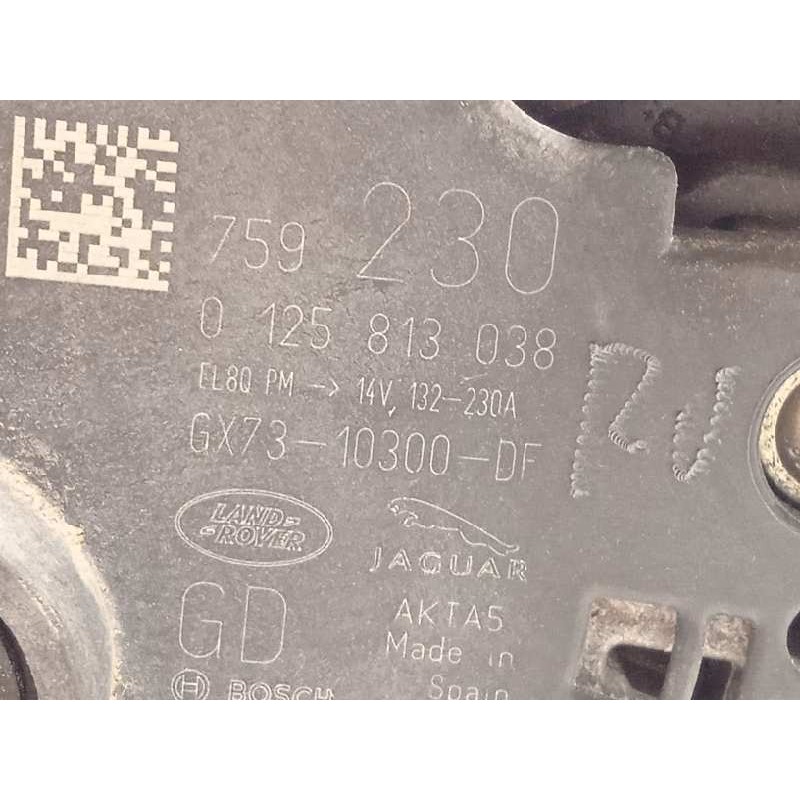 759 230
0 125 813 038
EL8Q PM → 14V, 132-230A
GX73-10300-DF
LAND-
-ROVER
JAGUAR
GD
AKTA5
Made in
Spain
BOSCH